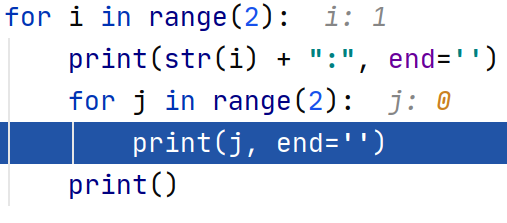 for i in range(2):  i: 1
    print(str(i) + ":", end='')
    for j in range(2):  j: 0
        print(j, end='')
    print()